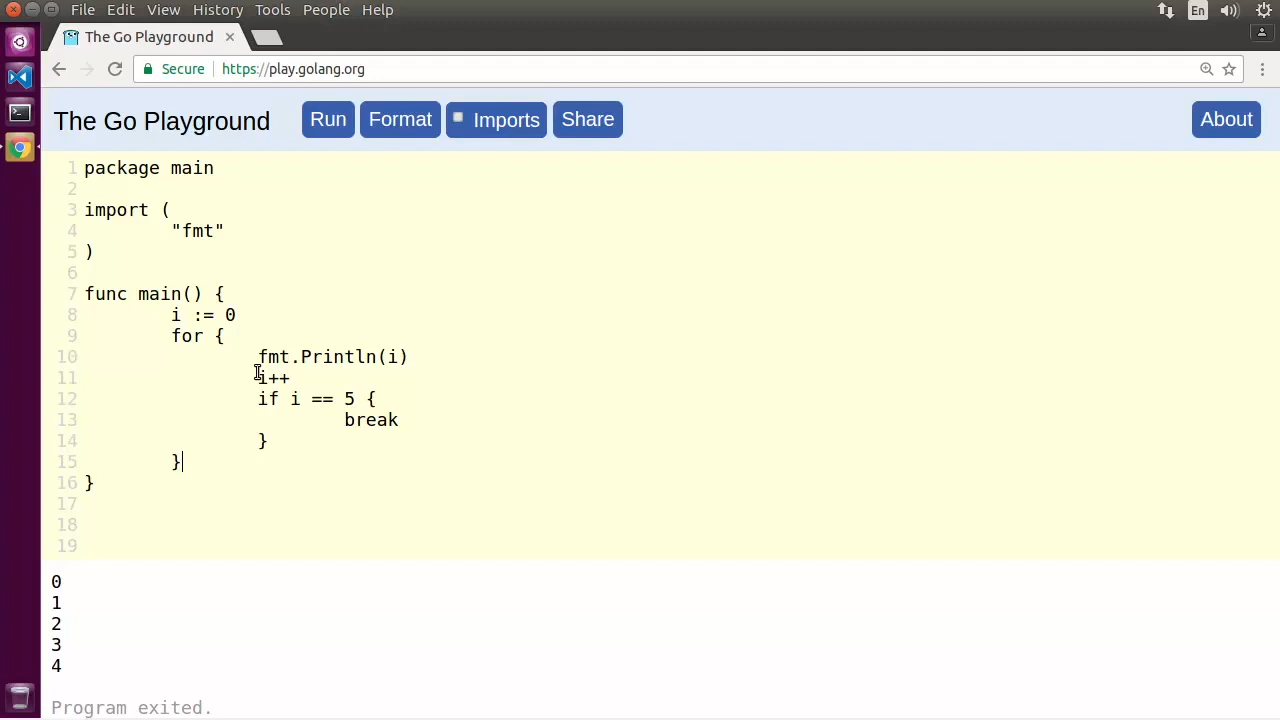 File Edit View History Tools People Help
En
The Go Playground
Secure https://play.golang.org
The Go Playground Run Format Imports Share About
1 package main
2
3 import (
4 "fmt"
5 )
6
7 func main() {
8 i := 0
9 for {
10 fmt.Println(i)
11 i++
12 if i == 5 {
13 break
14 }
15 }
16 }
17
18
19
0
1
2
3
4
Program exited.